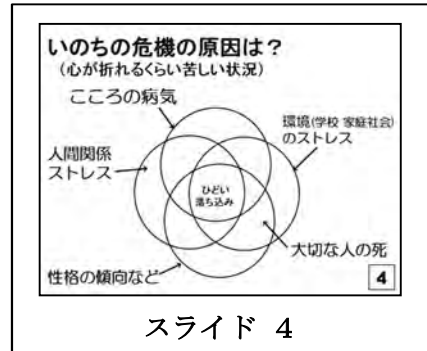 いのちの危機の原因は？
(心が折れるくらい苦しい状況)
こころの病気
環境(学校 家庭社会)
のストレス
人間関係
ストレス
ひどい
落ち込み
大切な人の死
性格の傾向など
4
スライド 4